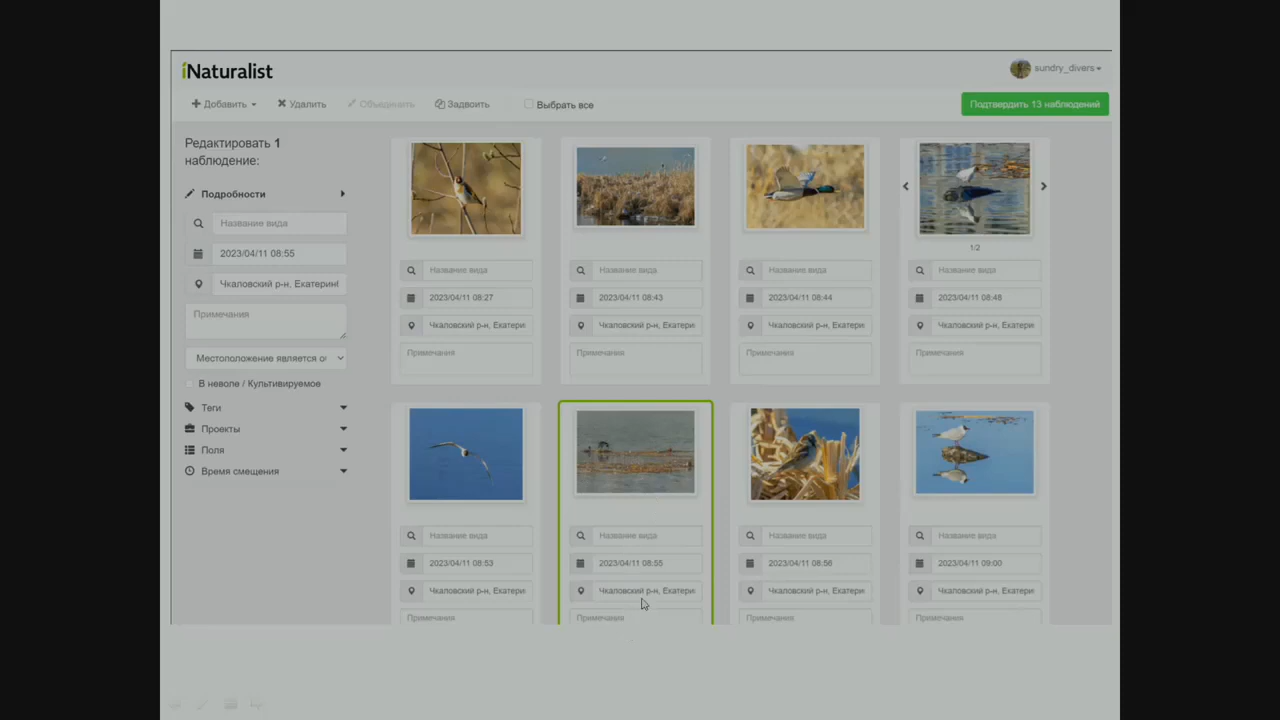 iNaturalist
sundry_divers
Добавить
Удалить
Объединить
Задвоить
Выбрать все
Подтвердить 13 наблюдений
Редактировать 1
наблюдение:
Подробности
Название вида
2023/04/11 08:55
Чкаловский р-н, Екатерин
Примечания
Местоположение является о
В неволе / Культивируемое
Теги
Проекты
Поля
Время смещения
1/2
Название вида
Название вида
Название вида
Название вида
2023/04/11 08:27
2023/04/11 08:43
2023/04/11 08:44
2023/04/11 08:48
Чкаловский р-н, Екатери
Чкаловский р-н, Екатери
Чкаловский р-н, Екатери
Чкаловский р-н, Екатери
Примечания
Примечания
Примечания
Примечания
Название вида
Название вида
Название вида
Название вида
2023/04/11 08:53
2023/04/11 08:55
2023/04/11 08:56
2023/04/11 09:00
Чкаловский р-н, Екатери
Чкаловский р-н, Екатери
Чкаловский р-н, Екатери
Чкаловский р-н, Екатери
Примечания
Примечания
Примечания
Примечания